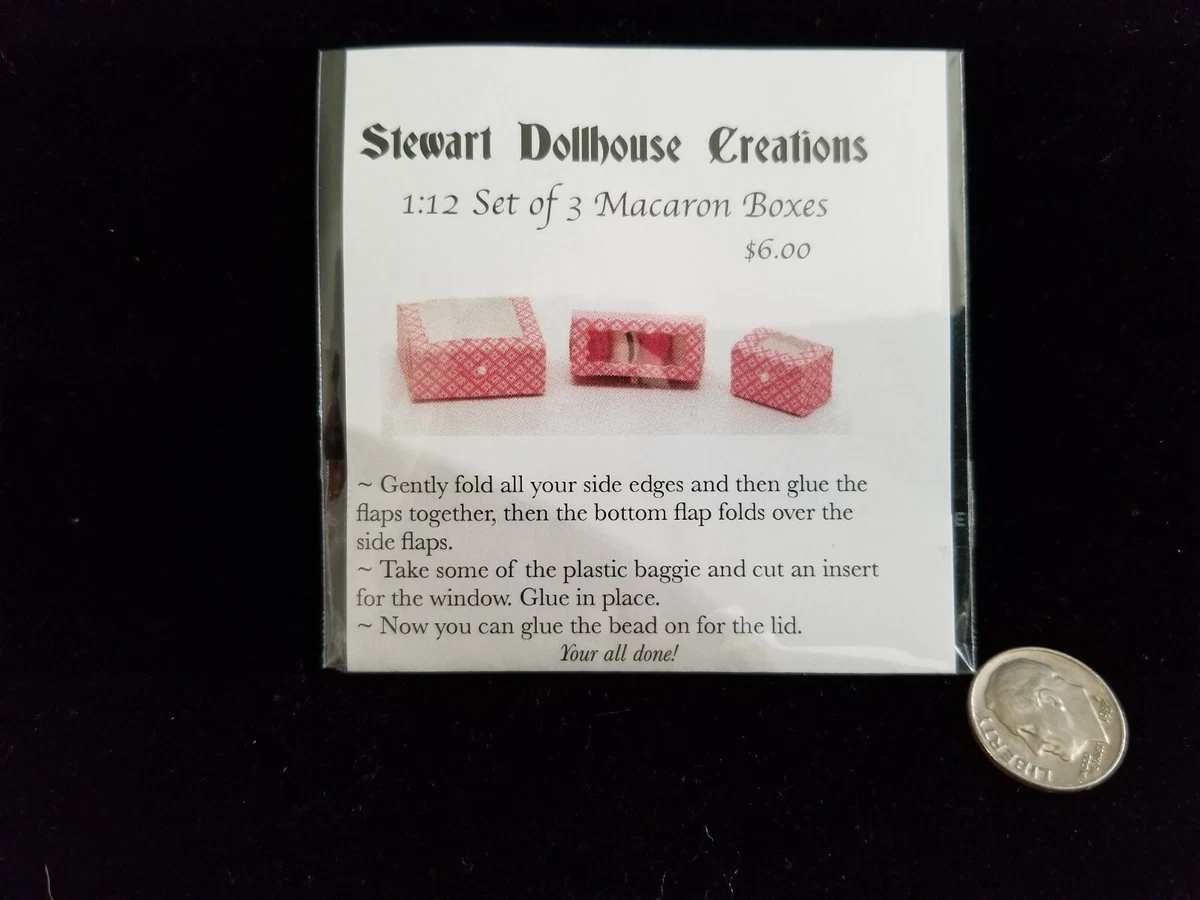 Stewart Dollhouse Creations
1:12 Set of 3 Macaron Boxes
$6.00
~ Gently fold all your side edges and then glue the
flaps together, then the bottom flap folds over the
side flaps.
~ Take some of the plastic baggie and cut an insert
for the window. Glue in place.
~ Now you can glue the bead on for the lid.
Your all done!
E
LIBERTY